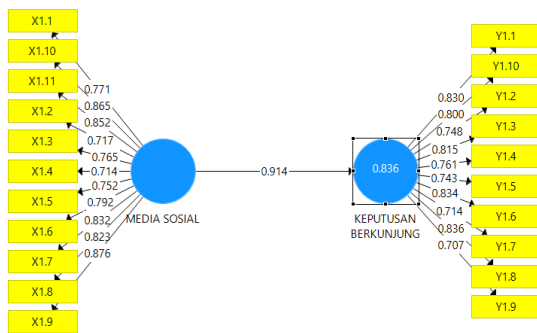 X1.1
X1.10
X1.11
X1.2
X1.3
X1.4
X1.5
X1.6
X1.7
X1.8
X1.9
0.771
0.865
0.852
0.717
0.765
0.714
0.752
0.792
0.832
0.823
0.876
MEDIA SOSIAL
0.914
0.836
KEPUTUSAN
BERKUNJUNG
0.830
0.800
0.748
0.815
0.761
0.743
0.834
0.714
0.836
0.707
Y1.1
Y1.10
Y1.2
Y1.3
Y1.4
Y1.5
Y1.6
Y1.7
Y1.8
Y1.9